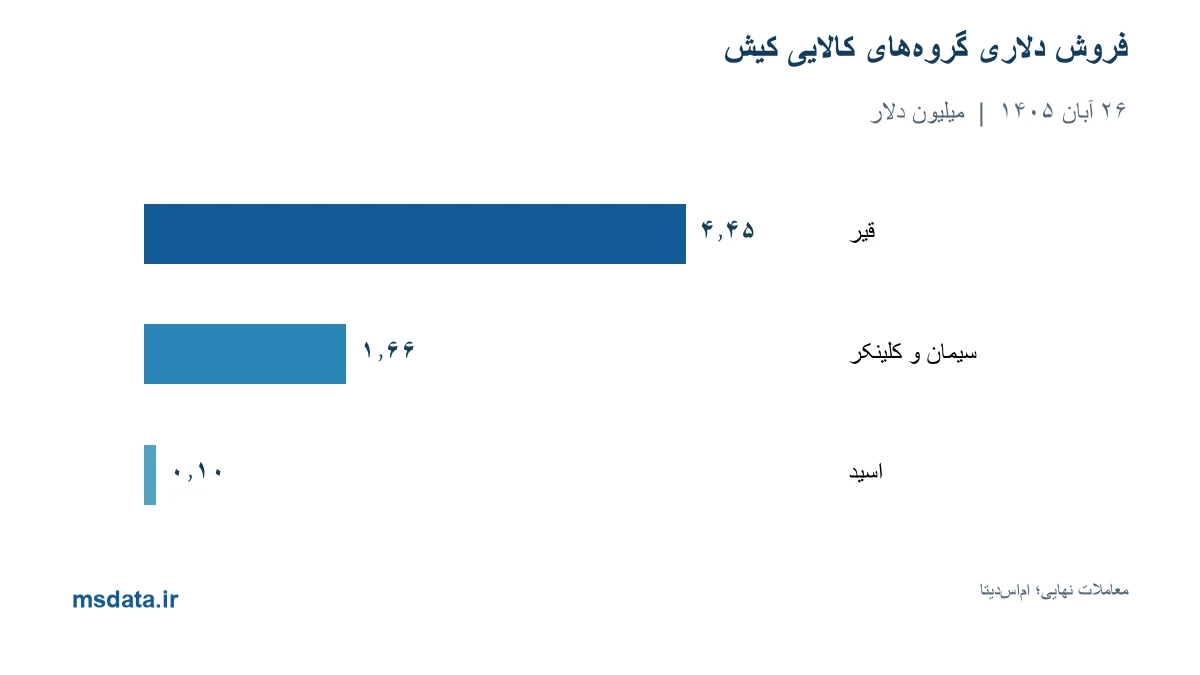 فروش دلاری گروه‌های کالایی کیش
۲۶ آبان ۱۴۰۵ | میلیون دلار
قیر ۴,۴۵
سیمان و کلینکر ۱,۶۶
اسید ۰,۱۰
معاملات نهایی؛ ام‌اس‌دیتا
msdata.ir